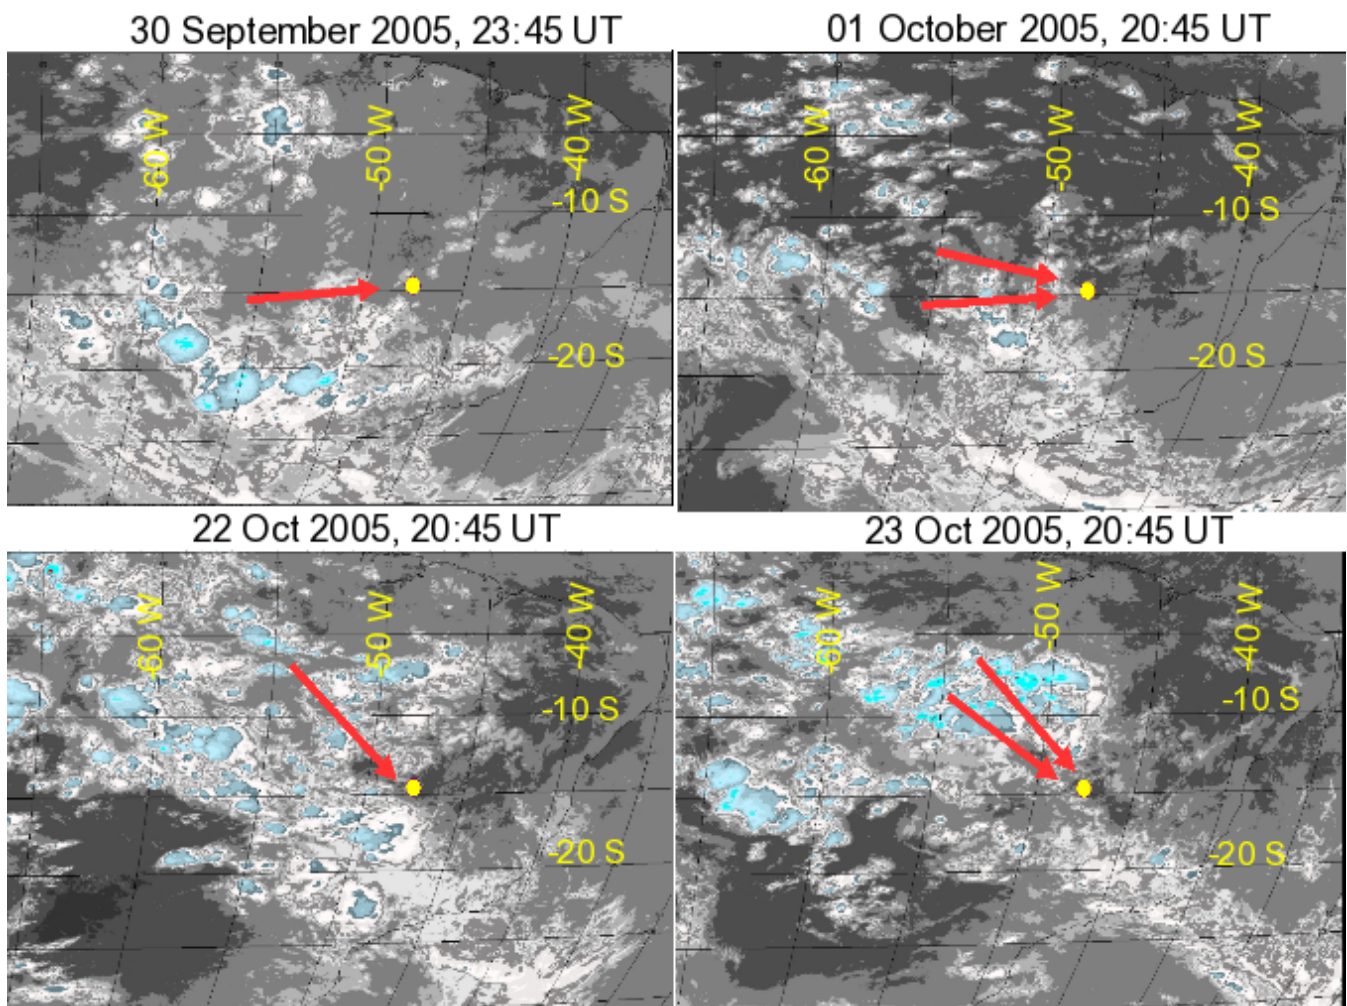 30 September 2005, 23:45 UT
01 October 2005, 20:45 UT
-60 W
-50 W
-40 W
-10 S
-20 S
-60 W
-50 W
-40 W
-10 S
-20 S
22 Oct 2005, 20:45 UT
23 Oct 2005, 20:45 UT
-60 W
-50 W
-40 W
-10 S
-20 S
-60 W
-50 W
-40 W
-10 S
-20 S